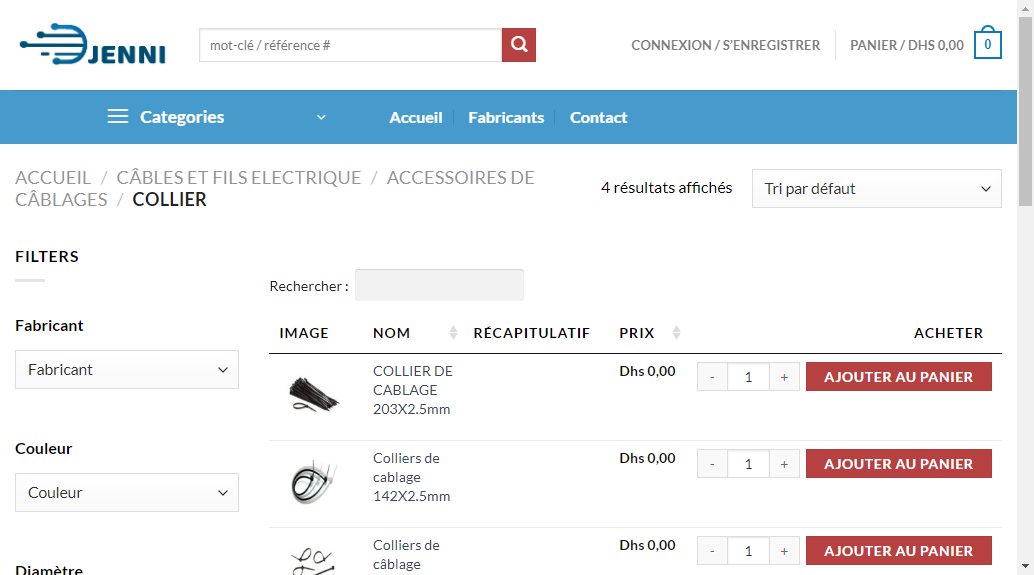 JENNI
mot-clé / référence #
CONNEXION / S'ENREGISTRER
PANIER / DHS 0,00
0
Categories
Accueil
Fabricants
Contact
ACCUEIL / CÂBLES ET FILS ELECTRIQUE / ACCESSOIRES DE
CÂBLAGES / COLLIER
4 résultats affichés
Tri par défaut
FILTERS
Fabricant
Fabricant
Couleur
Couleur
Diamètre
Rechercher :
IMAGE NOM RÉCAPITULATIF PRIX ACHETER
COLLIER DE
CABLAGE
203X2.5mm
Dhs 0,00
- 1 +
AJOUTER AU PANIER
Colliers de
cablage
142X2.5mm
Dhs 0,00
- 1 +
AJOUTER AU PANIER
Colliers de
câblage
Dhs 0,00
- 1 +
AJOUTER AU PANIER